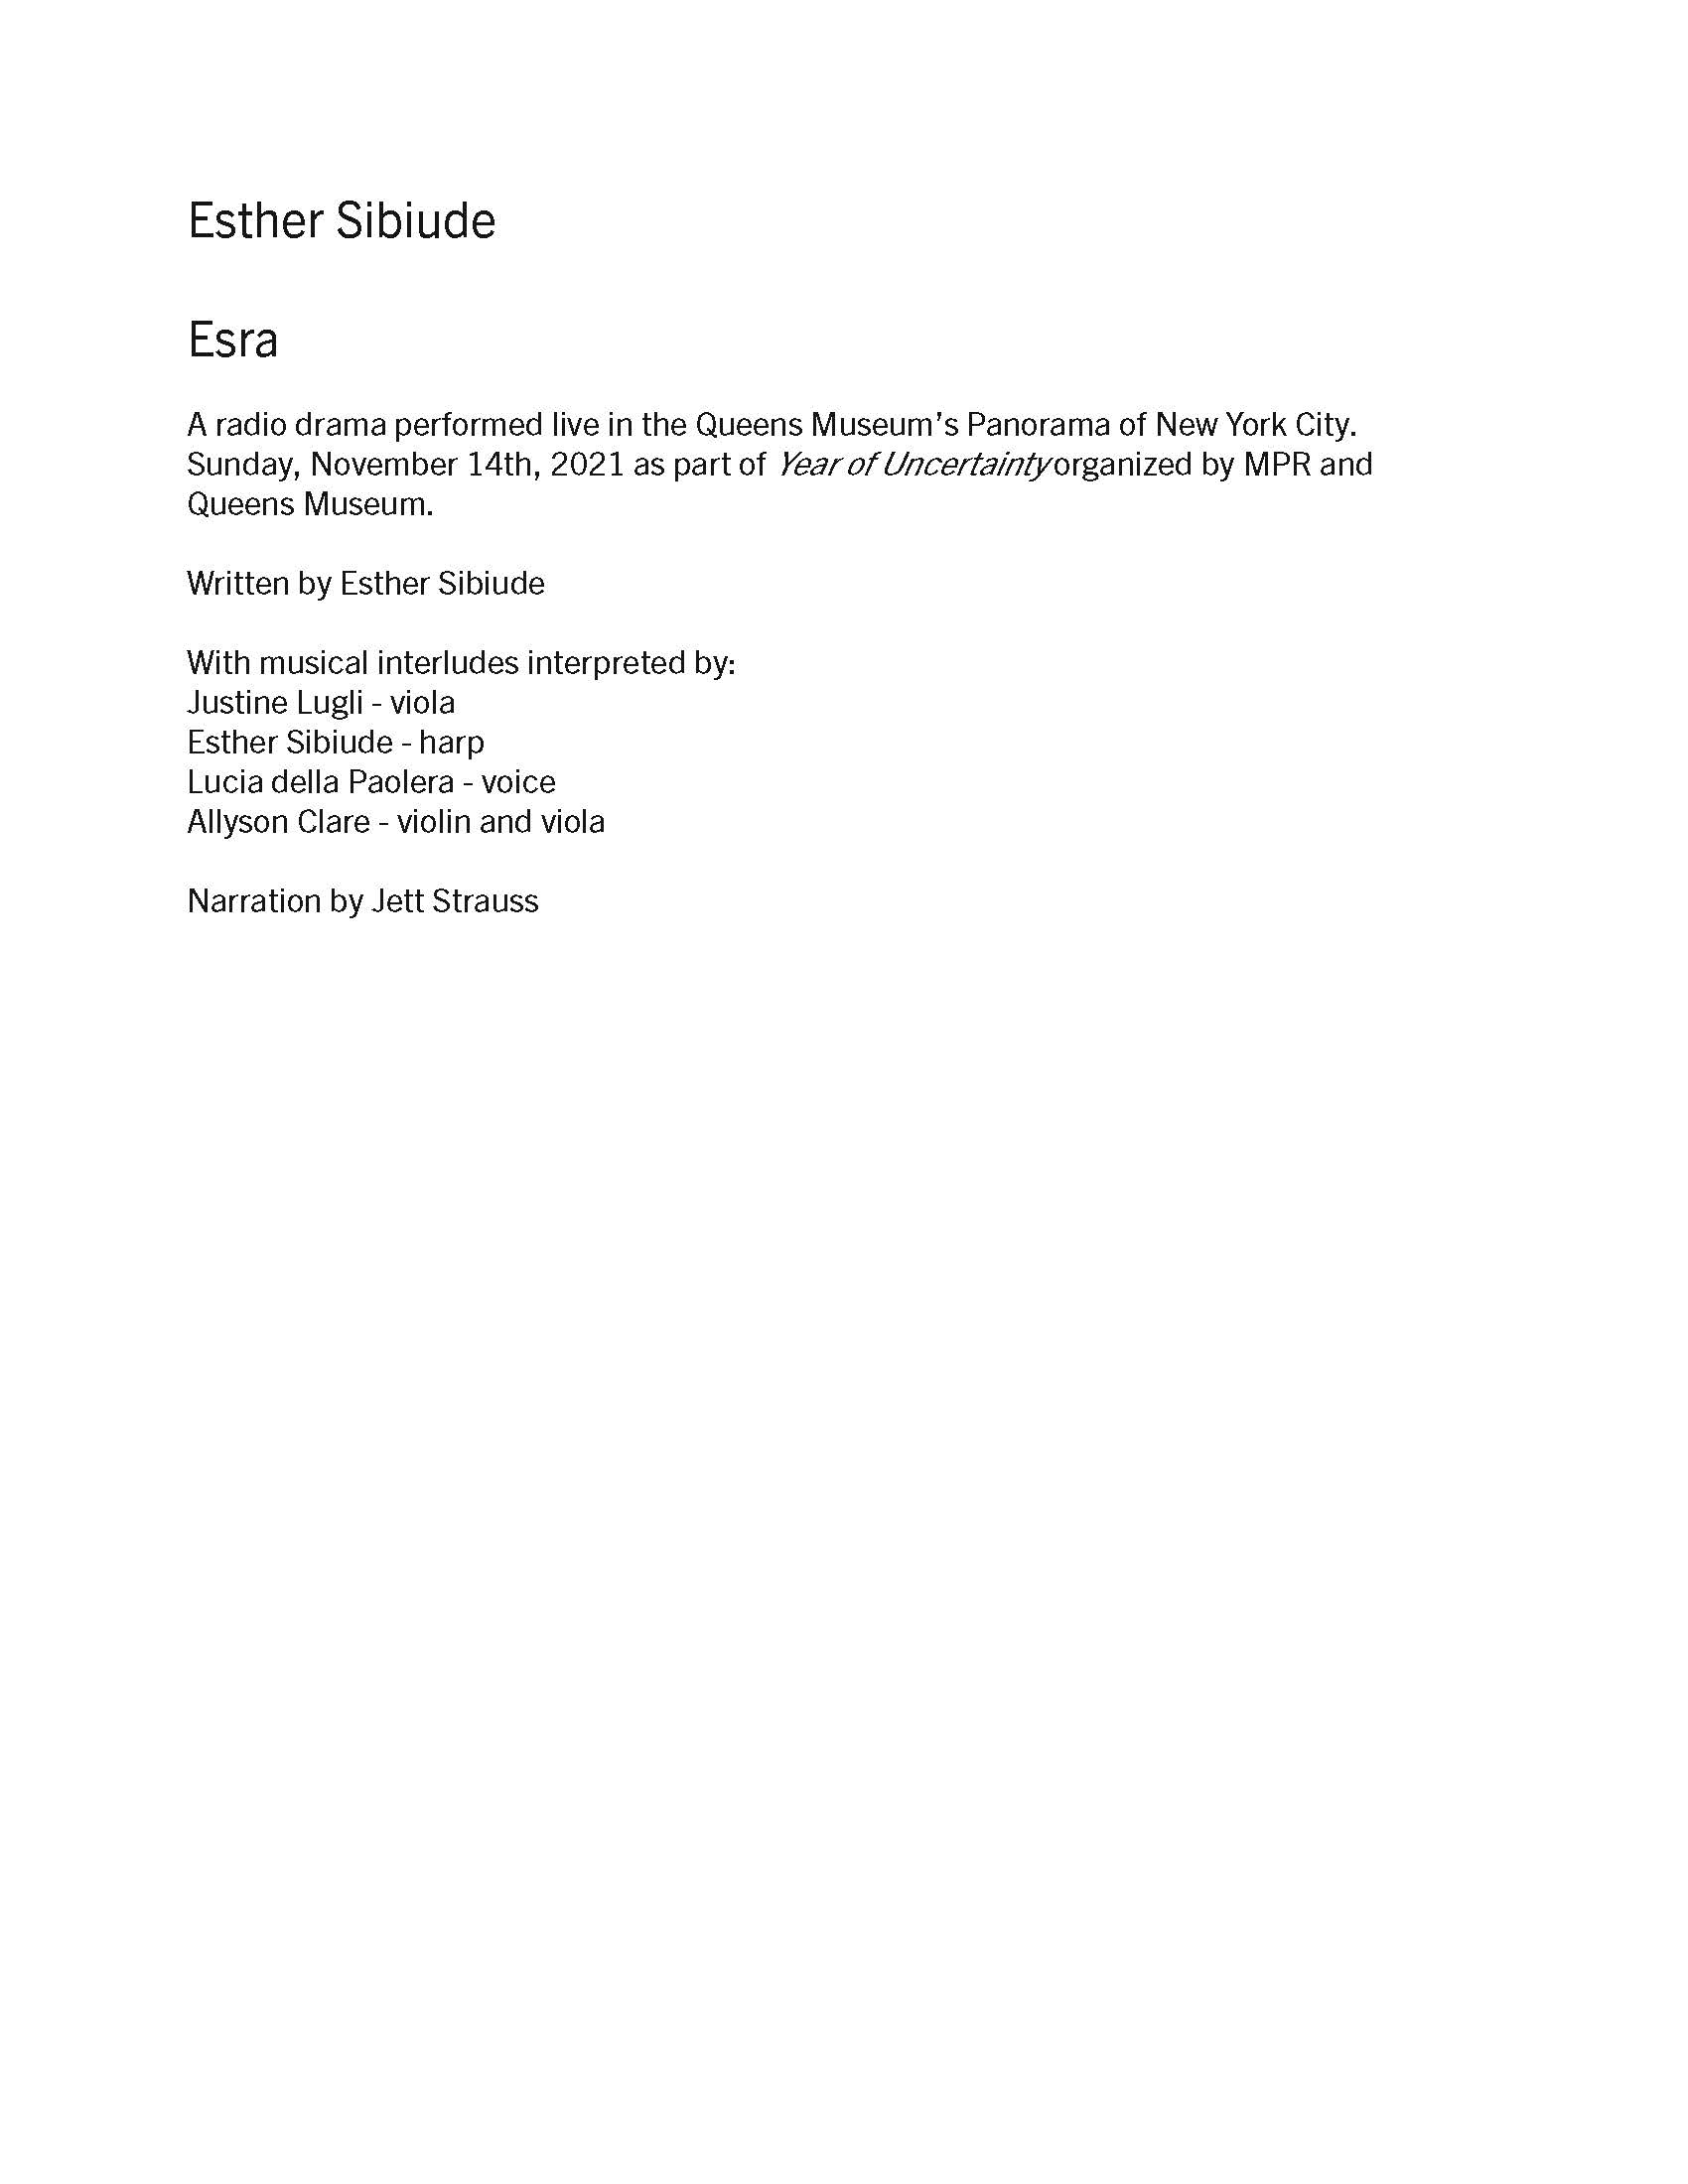 Esther Sibiude
Esra
A radio drama performed live in the Queens Museum’s Panorama of New York City.
Sunday, November 14th, 2021 as part of Year of Uncertainty organized by MPR and
Queens Museum.
Written by Esther Sibiude
With musical interludes interpreted by:
Justine Lugli - viola
Esther Sibiude - harp
Lucia della Paolera - voice
Allyson Clare - violin and viola
Narration by Jett Strauss